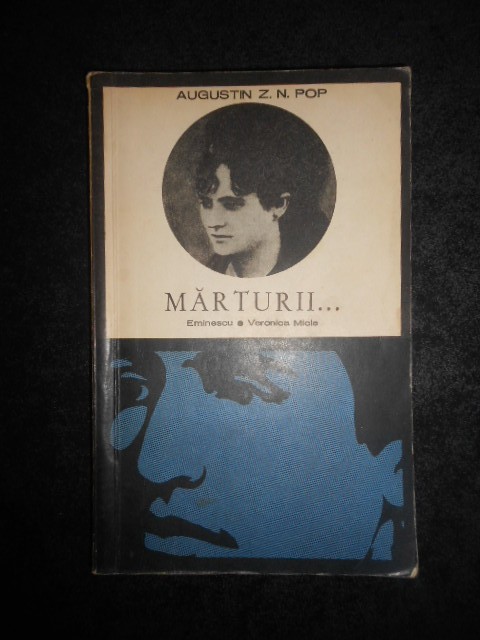 AUGUSTIN Z. N. POP
MĂRTURII...
Eminescu • Veronica Micle